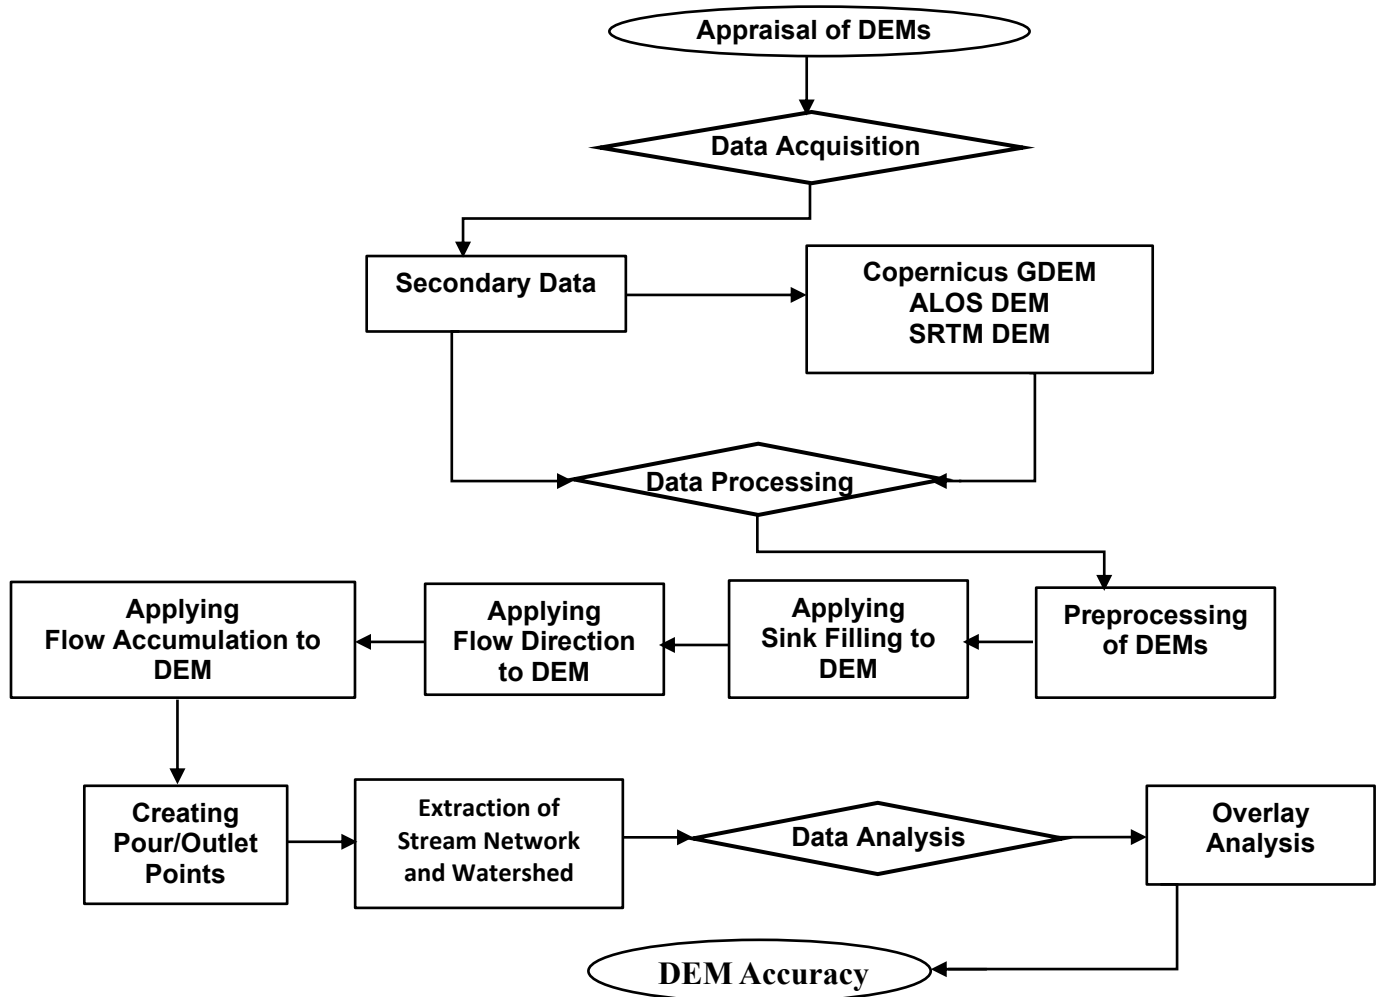 Appraisal of DEMs
Data Acquisition
Secondary Data
Copernicus GDEM
ALOS DEM
SRTM DEM
Data Processing
Preprocessing
of DEMs
Applying
Sink Filling to
DEM
Applying
Flow Direction
to DEM
Applying
Flow Accumulation to
DEM
Creating
Pour/Outlet
Points
Extraction of
Stream Network
and Watershed
Data Analysis
Overlay
Analysis
DEM Accuracy